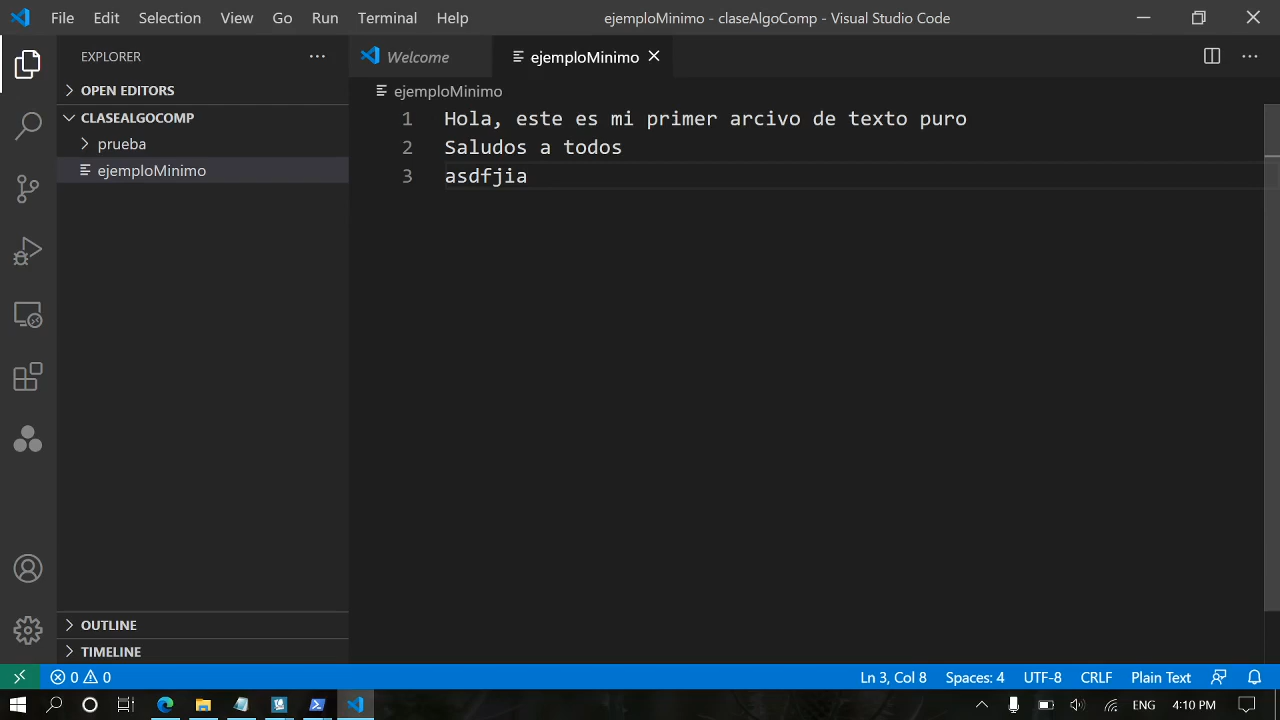 File Edit Selection View Go Run Terminal Help ejemploMinimo - claseAlgoComp - Visual Studio Code
EXPLORER
Welcome
ejemploMinimo
OPEN EDITORS
ejemploMinimo
CLASEALGOCOMP
prueba
ejemploMinimo
1 Hola, este es mi primer arcivo de texto puro
2 Saludos a todos
3 asdfjia
OUTLINE
TIMELINE
0 0 Ln 3, Col 8 Spaces: 4 UTF-8 CRLF Plain Text
ENG 4:10 PM